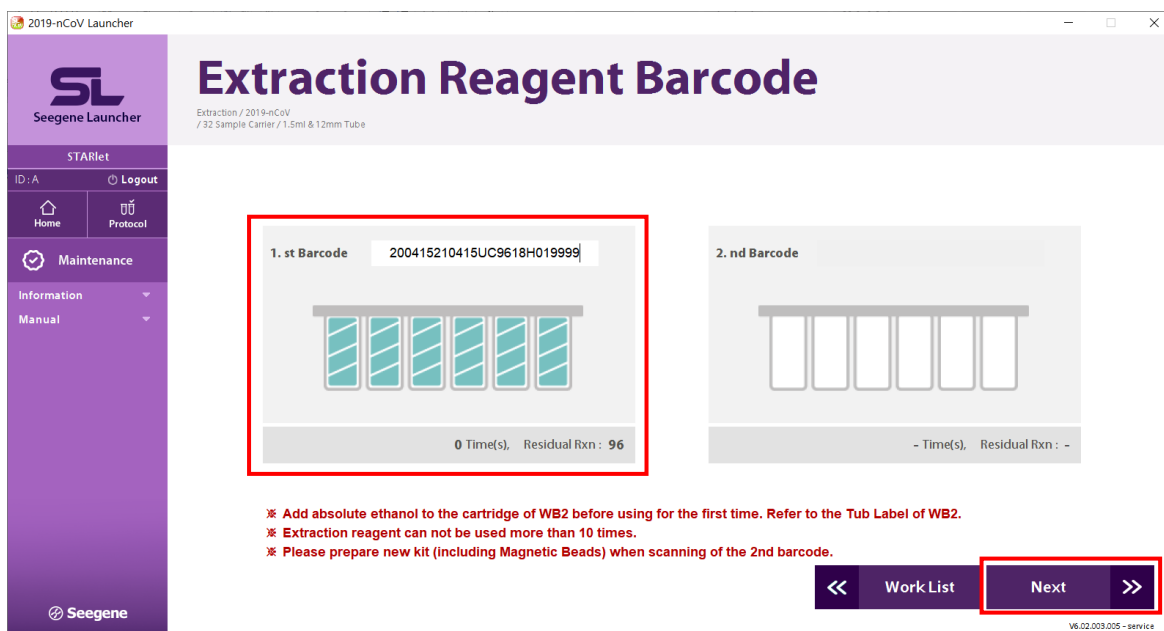 2019-nCoV Launcher
SL
Seegene Launcher
STARlet
ID : A
Logout
Home
Protocol
Maintenance
Information
Manual
Seegene
Extraction Reagent Barcode
Extraction / 2019-nCoV
/ 32 Sample Carrier / 1.5ml & 12mm Tube
1. st Barcode 200415210415UC9618H019999
0 Time(s), Residual Rxn : 96
2. nd Barcode
- Time(s), Residual Rxn : -
※ Add absolute ethanol to the cartridge of WB2 before using for the first time. Refer to the Tub Label of WB2.
※ Extraction reagent can not be used more than 10 times.
※ Please prepare new kit (including Magnetic Beads) when scanning of the 2nd barcode.
Work List
Next
V6.02.003.005 - service